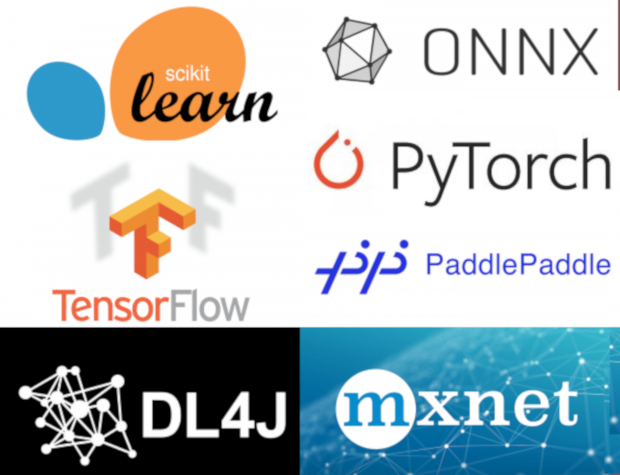 scikit
learn
TensorFlow
ONNX
PyTorch
PaddlePaddle
DL4J
mxnet